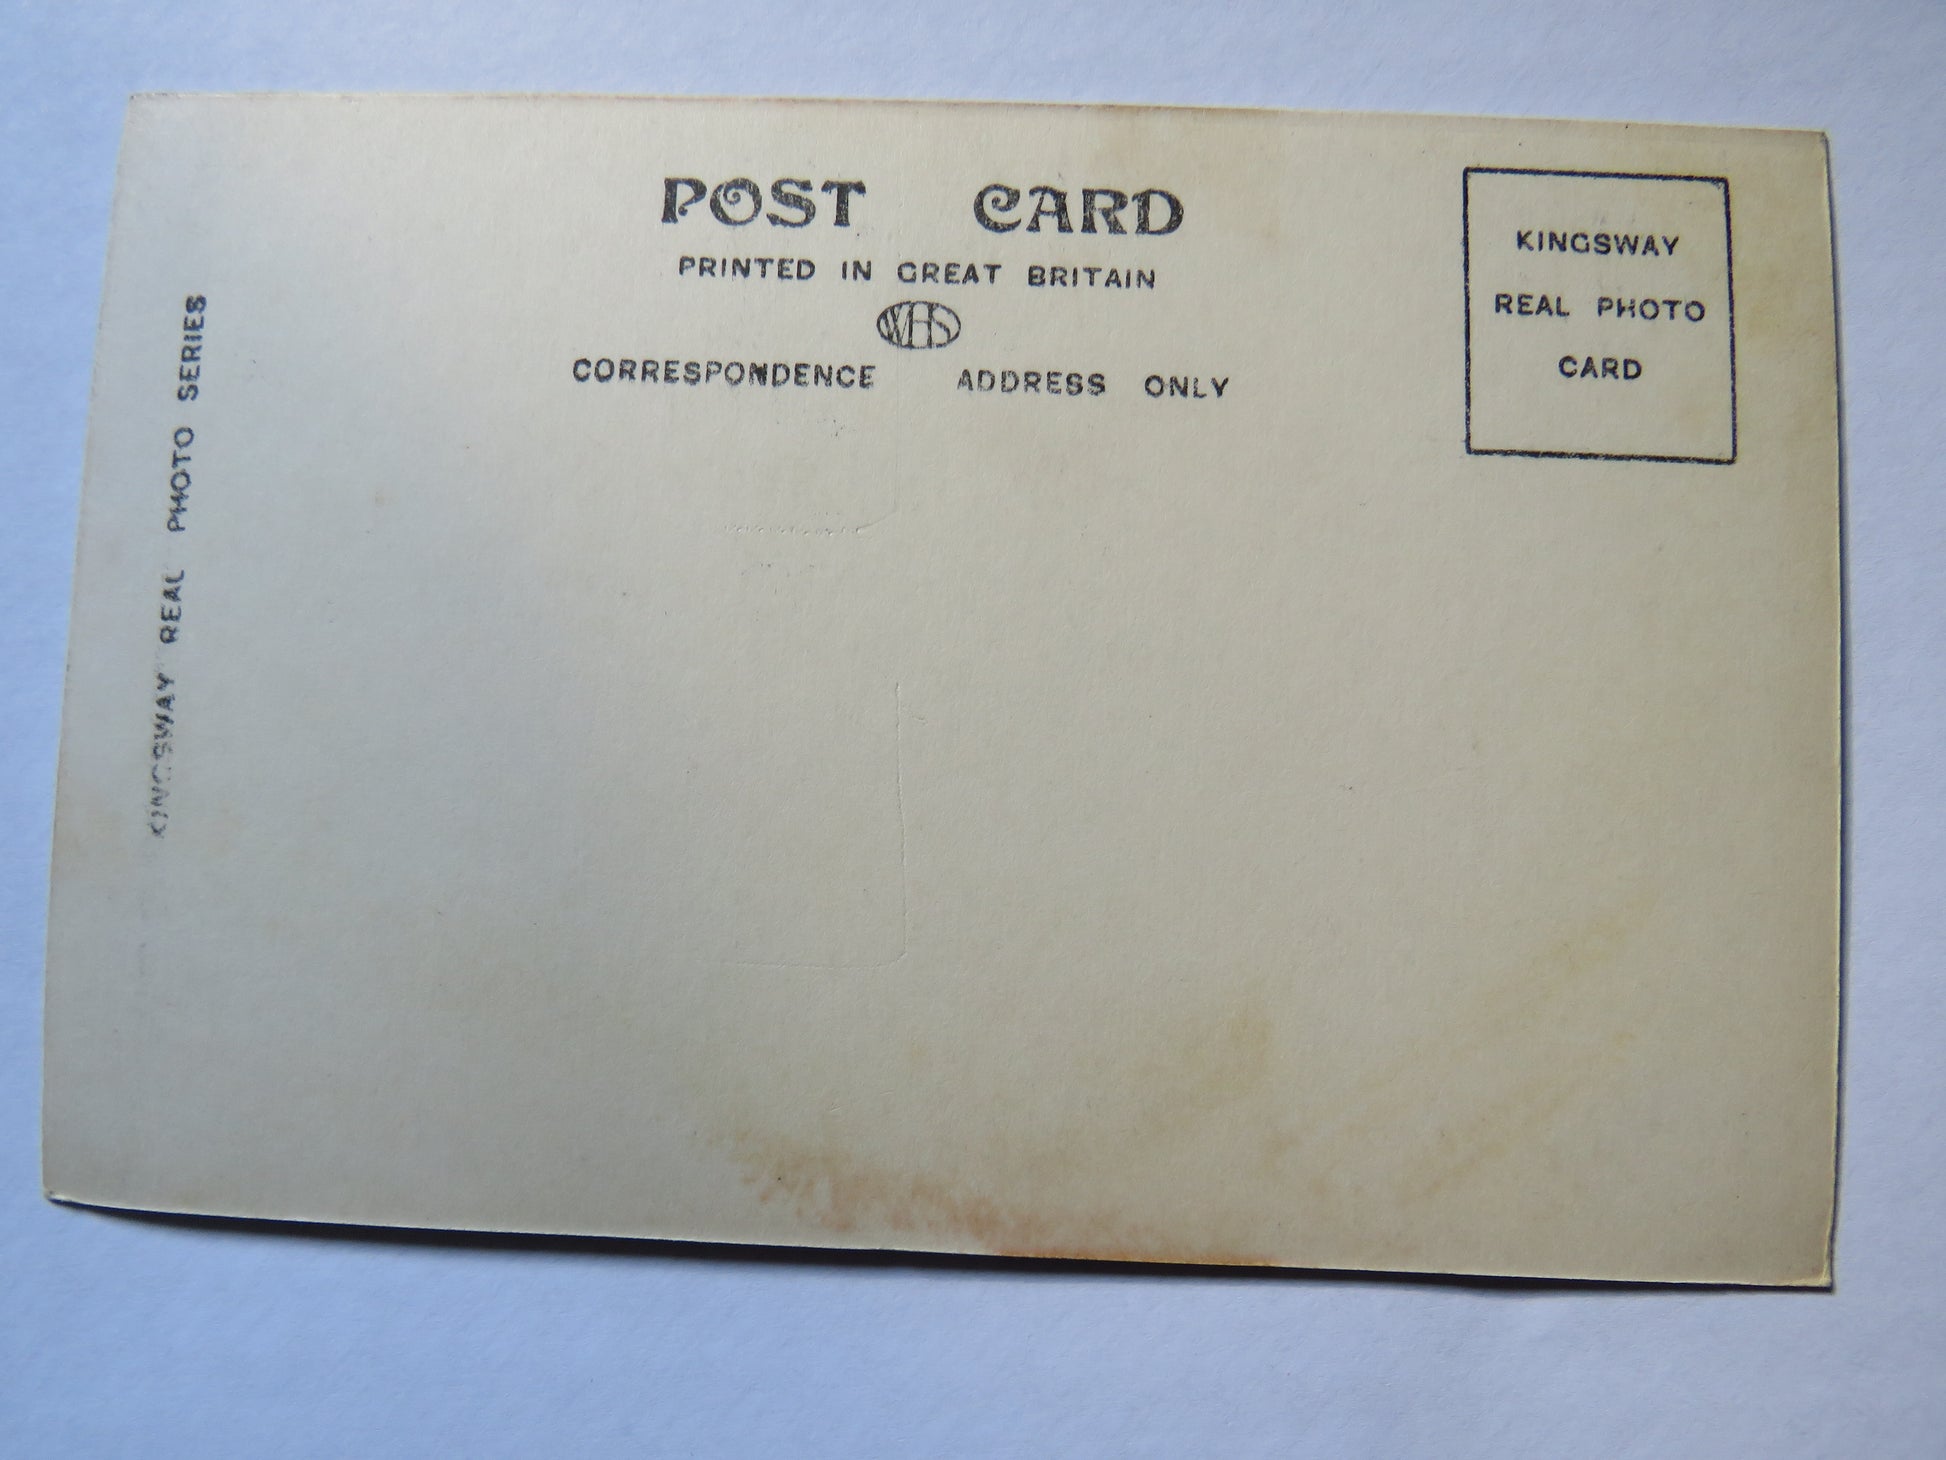 POST CARD
PRINTED IN GREAT BRITAIN
WHS
CORRESPONDENCE ADDRESS ONLY
KINGSWAY
REAL PHOTO
CARD
KINGSWAY REAL PHOTO SERIES